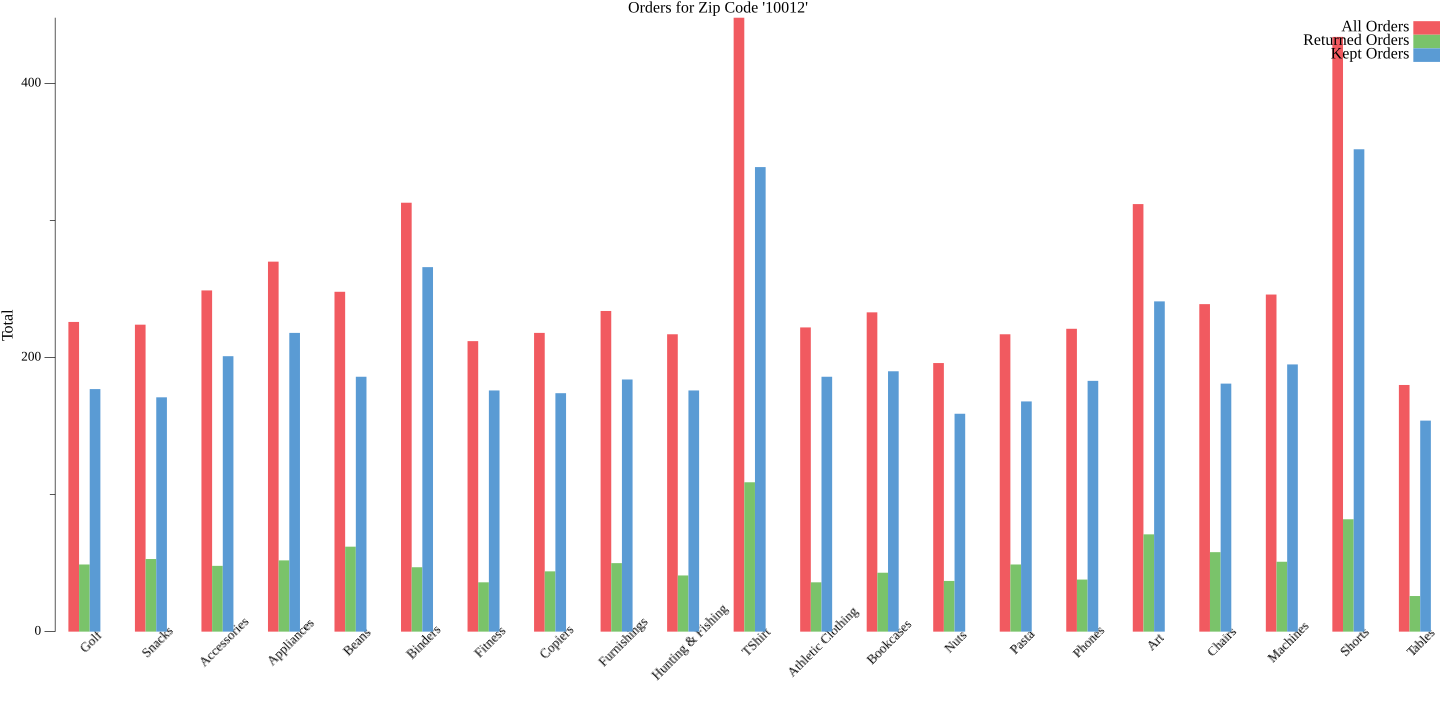 Orders for Zip Code '10012'
All Orders
Returned Orders
Kept Orders
400
200
0
Total
Golf
Snacks
Accessories
Appliances
Beans
Binders
Fitness
Copiers
Furnishings
Hunting & Fishing
TShirt
Athletic Clothing
Bookcases
Nuts
Pasta
Phones
Art
Chairs
Machines
Shorts
Tables